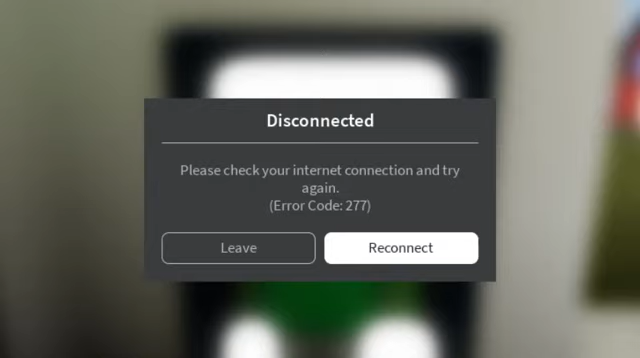 Disconnected
Please check your internet connection and try
again.
(Error Code: 277)
Leave
Reconnect